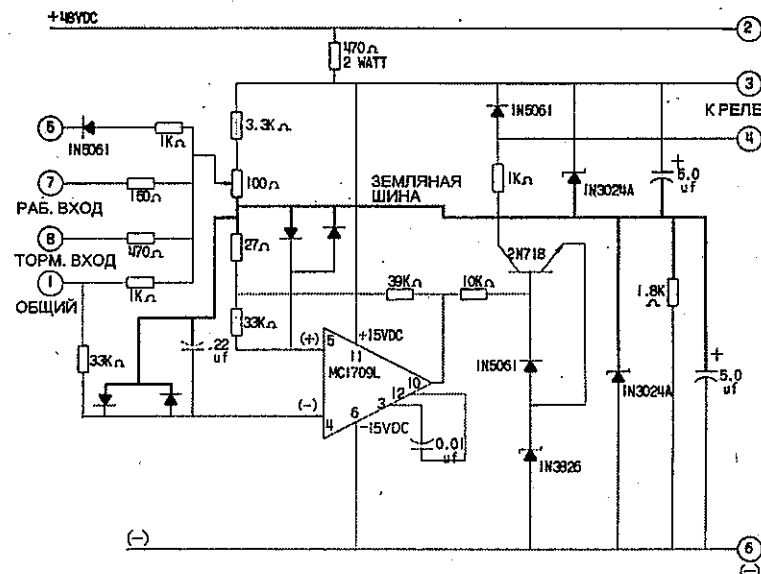 +48VDC
2
470Ω
2 WATT
3
К РЕЛЕ
3.3KΩ
1N5061
5
1N5061
1KΩ
4
1KΩ
7
150Ω
100Ω
ЗЕМЛЯНАЯ
ШИНА
1N3024A
+
5.0
uf
РАБ. ВХОД
8
470Ω
ТОРМ. ВХОД
27Ω
2N718
1
1KΩ
ОБЩИЙ
39KΩ
10KΩ
1.8K
Ω
33KΩ
33KΩ
.22
uf
(+)
5
+15VDC
11
MC1709L
10
12
3
(-)
4
6
-15VDC
0.01
uf
1N5061
1N3024A
+
5.0
uf
1N3826
(-)
6
(-)